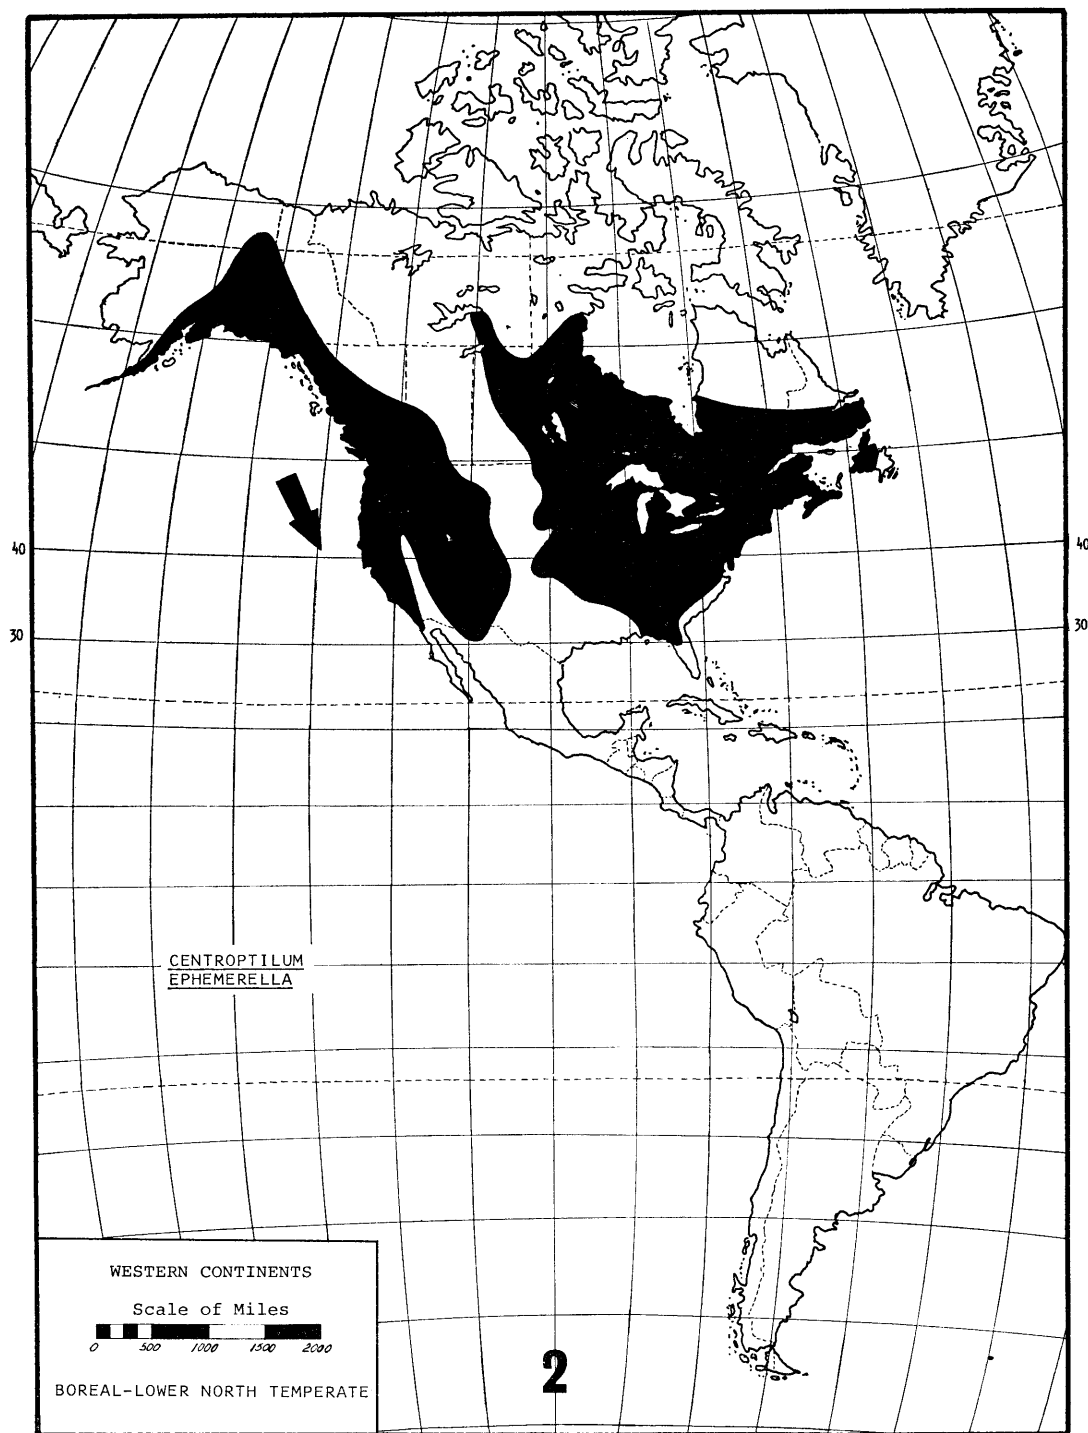 40
40
30
30
CENTROPTILUM
EPHEMERELLA
WESTERN CONTINENTS
Scale of Miles
0 500 1000 1500 2000
BOREAL-LOWER NORTH TEMPERATE
2